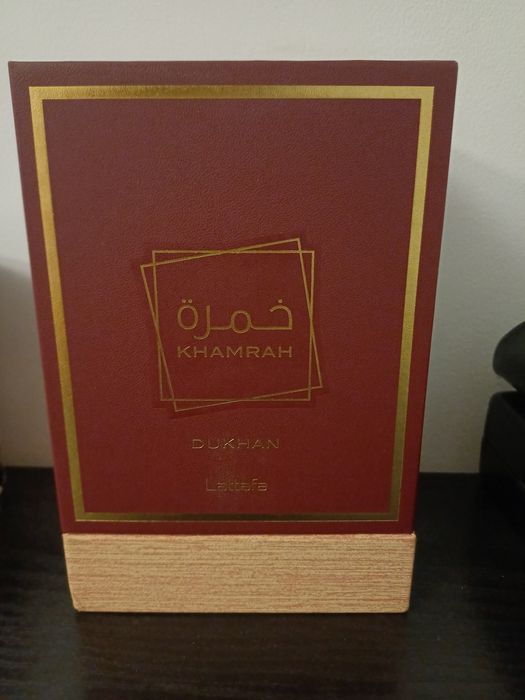 خمرة
KHAMRAH
DUKHAN
Lattafa